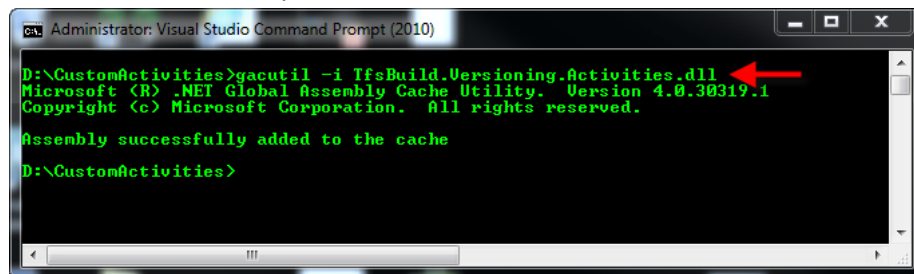 Administrator: Visual Studio Command Prompt (2010)
D:\CustomActivities>gacutil -i TfsBuild.Versioning.Activities.dll
Microsoft (R) .NET Global Assembly Cache Utility.  Version 4.0.30319.1
Copyright (c) Microsoft Corporation.  All rights reserved.
Assembly successfully added to the cache
D:\CustomActivities>